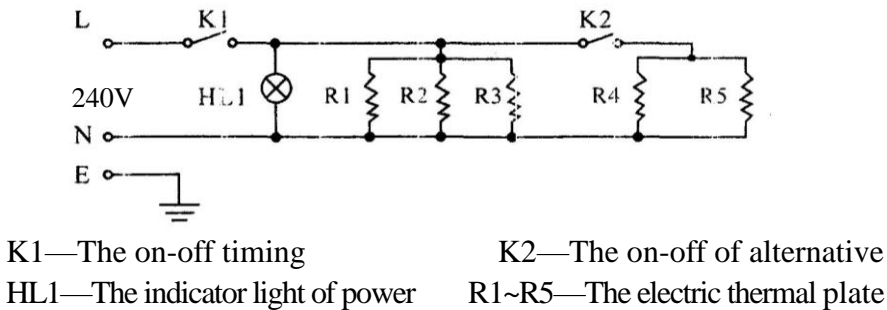 L K1 K2
240V HL1 R1 R2 R3 R4 R5
N
E
K1—The on-off timing K2—The on-off of alternative
HL1—The indicator light of power R1~R5—The electric thermal plate